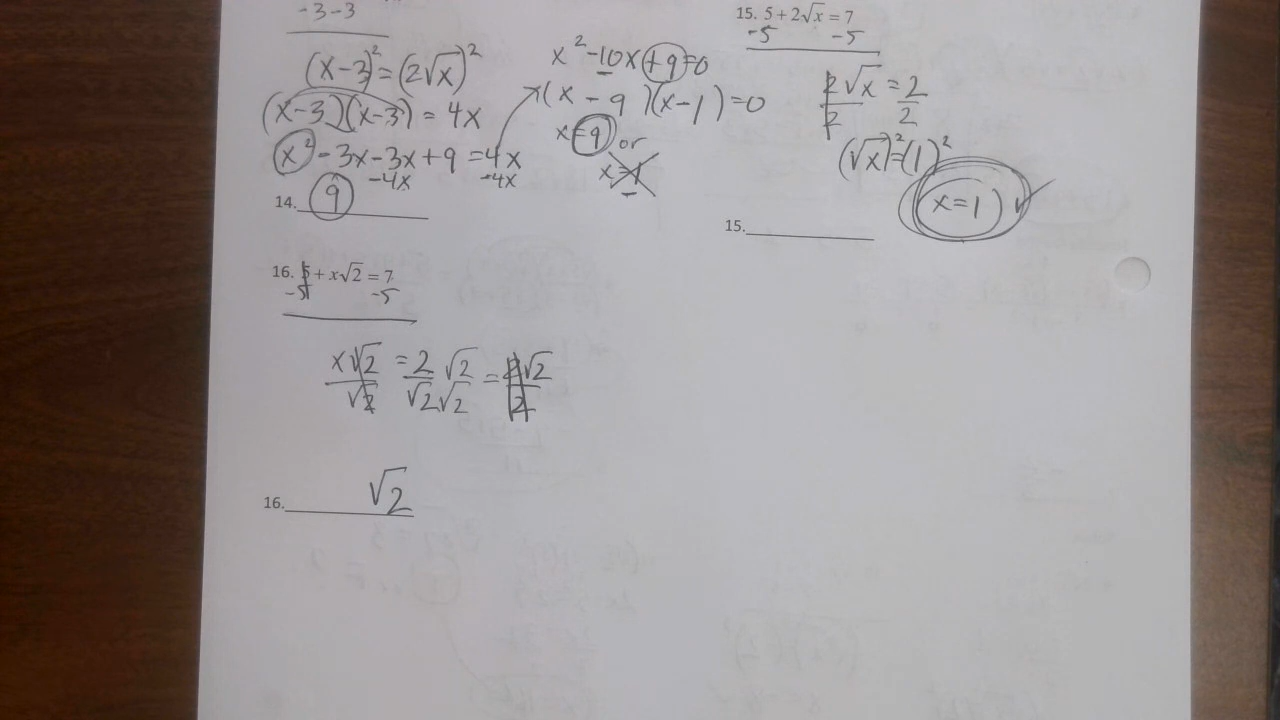 -3 -3
(x-3)² = (2√x)²
(x-3)(x-3) = 4x
x² -3x-3x+9 = 4x
-4x -4x
14. 9
x² -10x +9=0
(x - 9)(x-1)=0
x=9 or
x=1
15. 5 + 2√x = 7
-5 -5
2√x = 2
2 2
(√x)² = (1)²
x=1 ✓
15.
16. 5 + x√2 = 7
-5 -5
x√2 = 2 √2 = 2√2
√2 √2 √2 2
16. √2